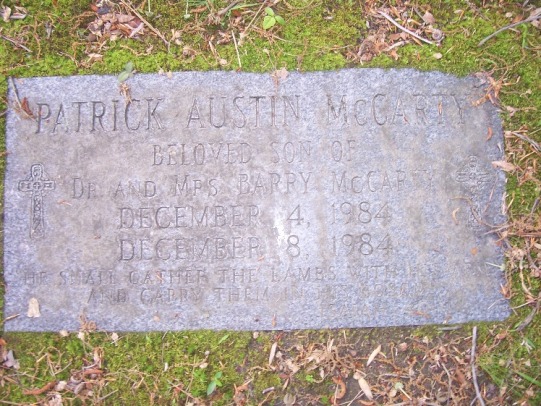 PATRICK AUSTIN MCCARTY
BELOVED SON OF
DR AND MRS BARRY MCCARTY
DECEMBER 4, 1984
DECEMBER 8, 1984
HE SHALL GATHER THE LAMBS WITH HIS ARM
AND CARRY THEM IN HIS BOSOM